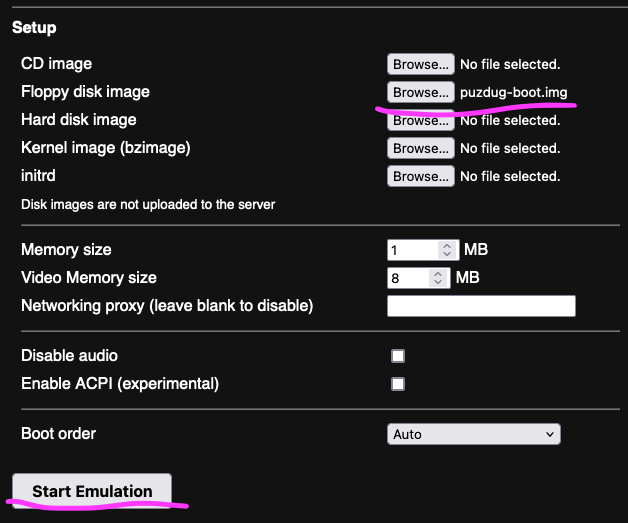 Setup
CD image Browse... No file selected.
Floppy disk image Browse... puzdug-boot.img
Hard disk image Browse... No file selected.
Kernel image (bzimage) Browse... No file selected.
initrd Browse... No file selected.
Disk images are not uploaded to the server
Memory size 1 MB
Video Memory size 8 MB
Networking proxy (leave blank to disable)
Disable audio
Enable ACPI (experimental)
Boot order Auto
Start Emulation